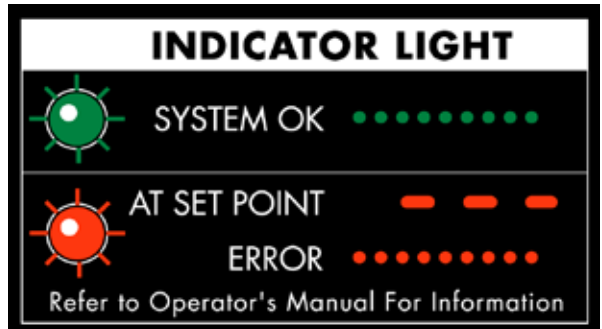 INDICATOR LIGHT
SYSTEM OK
AT SET POINT
ERROR
Refer to Operator's Manual For Information